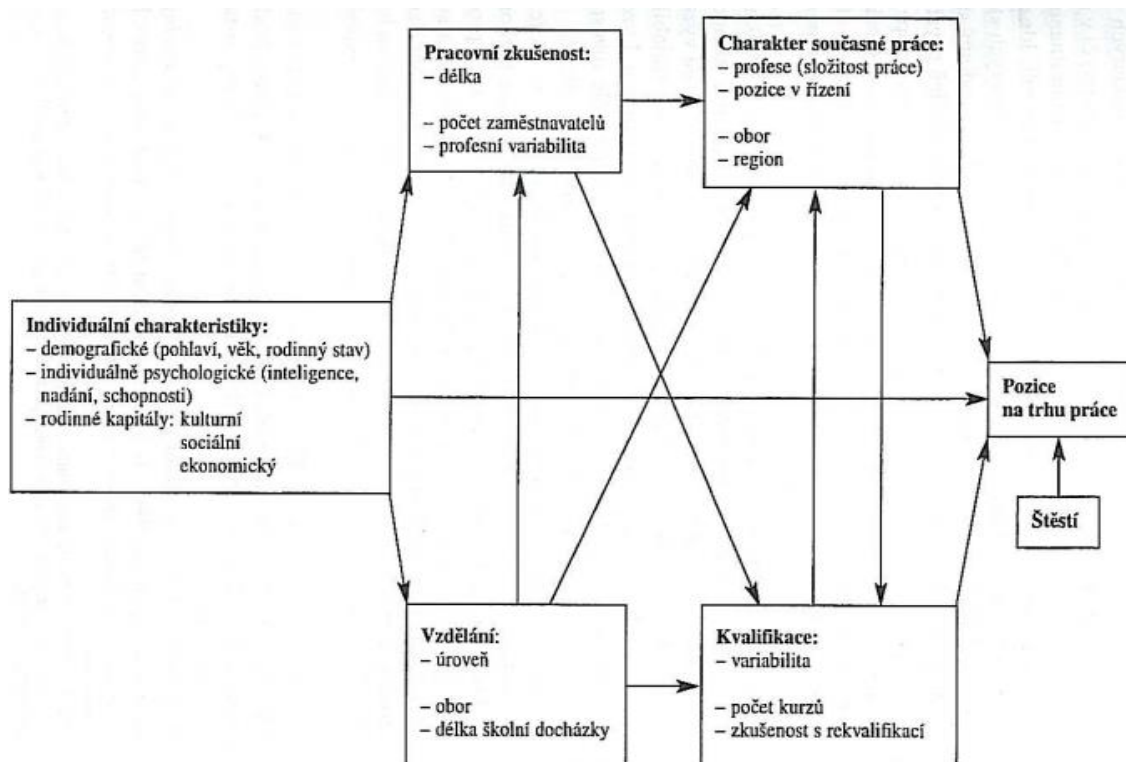 Pracovní zkušenost:
– délka
– počet zaměstnavatelů
– profesní variabilita
Charakter současné práce:
– profese (složitost práce)
– pozice v řízení
– obor
– region
Individuální charakteristiky:
– demografické (pohlaví, věk, rodinný stav)
– individuálně psychologické (inteligence,
nadání, schopnosti)
– rodinné kapitály: kulturní
sociální
ekonomický
Pozice
na trhu práce
Štěstí
Vzdělání:
– úroveň
– obor
– délka školní docházky
Kvalifikace:
– variabilita
– počet kurzů
– zkušenost s rekvalifikací